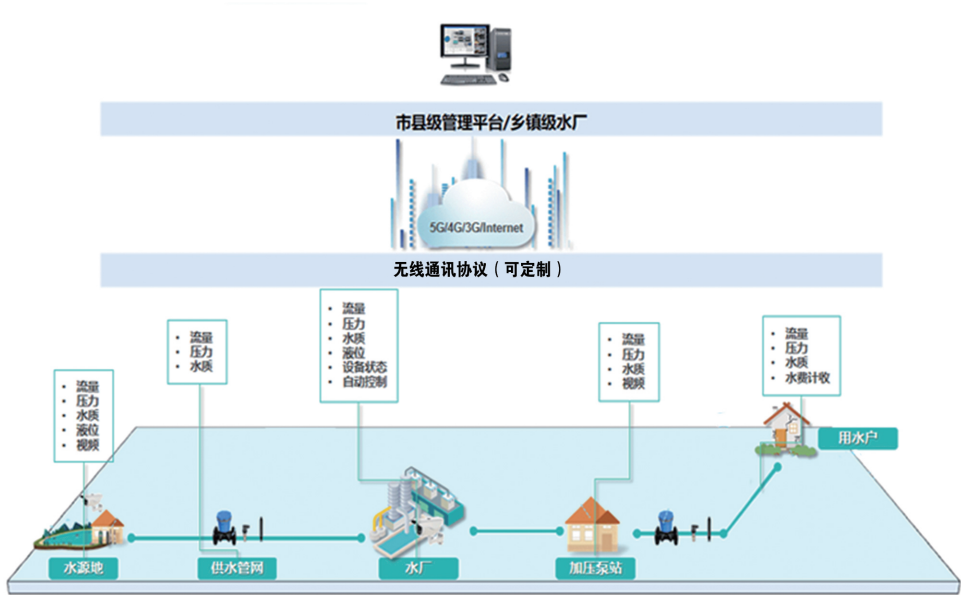 市县级管理平台/乡镇级水厂
5G/4G/3G/Internet
无线通讯协议（可定制）
• 流量
• 压力
• 水质
• 液位
• 视频
• 流量
• 压力
• 水质
• 流量
• 压力
• 水质
• 液位
• 设备状态
• 自动控制
• 流量
• 压力
• 水质
• 视频
• 流量
• 压力
• 水质
• 水费计收
用水户
水源地
供水管网
水厂
加压泵站